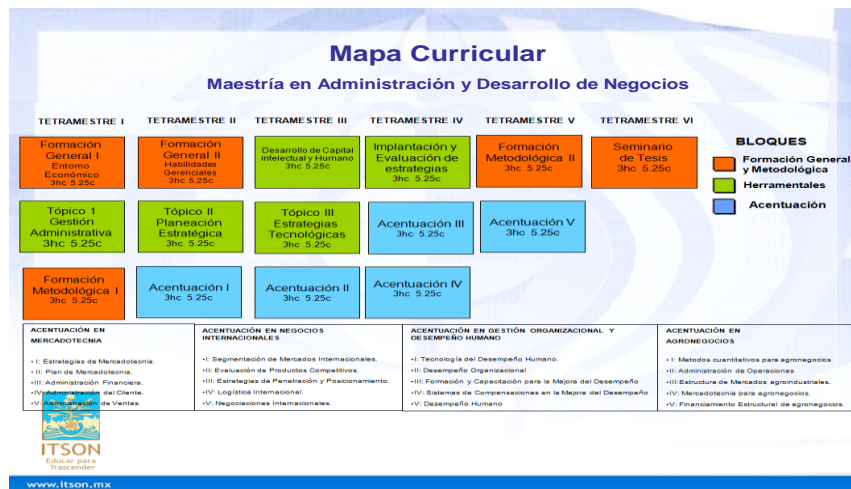 Mapa Curricular
Maestría en Administración y Desarrollo de Negocios
TETRAMESTRE I
TETRAMESTRE II
TETRAMESTRE III
TETRAMESTRE IV
TETRAMESTRE V
TETRAMESTRE VI
Formación
General I
Entorno
Económico
3hc 5.25c
Formación
General II
Habilidades
Gerenciales
3hc 5.25c
Desarrollo de Capital
intelectual y Humano
3hc 5.25c
Implantación y
Evaluación de
estrategias
3hc 5.25c
Formación
Metodológica II
3hc 5.25c
Seminario
de Tesis
3hc 5.25c
BLOQUES
Formación General
y Metodológica
Herramentales
Acentuación
Tópico 1
Gestión
Administrativa
3hc 5.25c
Tópico II
Planeación
Estratégica
3hc 5.25c
Tópico III
Estrategias
Tecnológicas
3hc 5.25c
Acentuación III
3hc 5.25c
Acentuación V
3hc 5.25c
Formación
Metodológica I
3hc 5.25c
Acentuación I
3hc 5.25c
Acentuación II
3hc 5.25c
Acentuación IV
3hc 5.25c
ACENTUACIÓN EN
MERCADOTECNIA
• I: Estrategias de Mercadotecnia.
• II: Plan de Mercadotecnia.
•III: Administración Financiera.
•IV: Administración del Cliente.
•V: Administración de Ventas.
ACENTUACIÓN EN NEGOCIOS
INTERNACIONALES
•I: Segmentación de Mercados Internacionales.
•II: Evaluación de Productos Competitivos.
•III: Estrategias de Penetración y Posicionamiento.
•IV: Logística Internacional.
•V: Negociaciones Internacionales.
ACENTUACIÓN EN GESTIÓN ORGANIZACIONAL Y
DESEMPEÑO HUMANO
•I: Tecnología del Desempeño Humano.
•II: Desempeño Organizacional
•III: Formación y Capacitación para la Mejora del Desempeño
•IV: Sistemas de Compensaciones en la Mejora del Desempeño
•V: Desempeño Humano
ACENTUACIÓN EN
AGRONEGOCIOS
• I: Metodos cuantitativos para agronegocios
•II: Administración de Operaciones
•III:Estructura de Mercados agroindustriales.
•IV: Mercadotecnia para agronegocios.
•V: Financiamiento Estructural de agronegocios.
ITSON
Educar para
Trascender
www.itson.mx